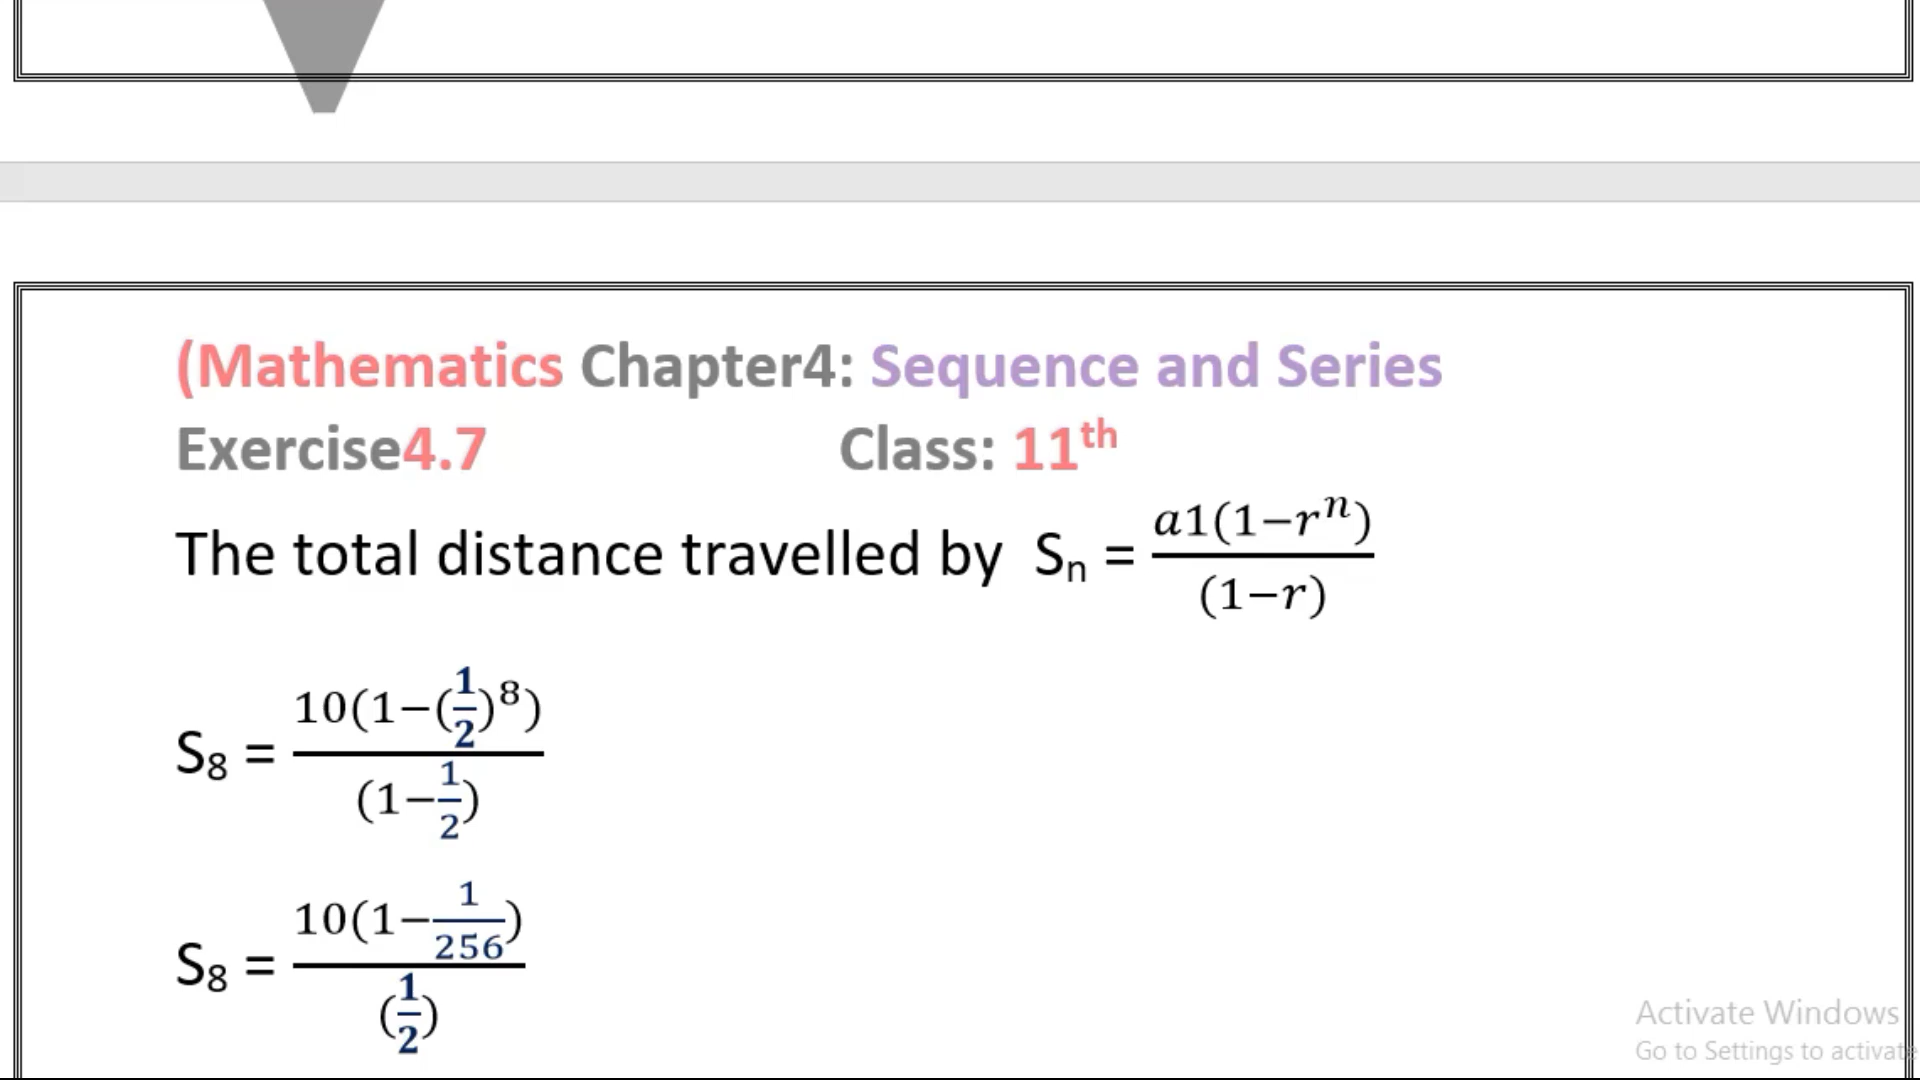 (Mathematics Chapter4: Sequence and Series
Exercise4.7 Class: 11th
The total distance travelled by Sₙ = a1(1−rⁿ)/(1−r)
S₈ = 10(1−(1/2)⁸)/(1−1/2)
S₈ = 10(1−1/256)/(1/2)
Activate Windows
Go to Settings to activate